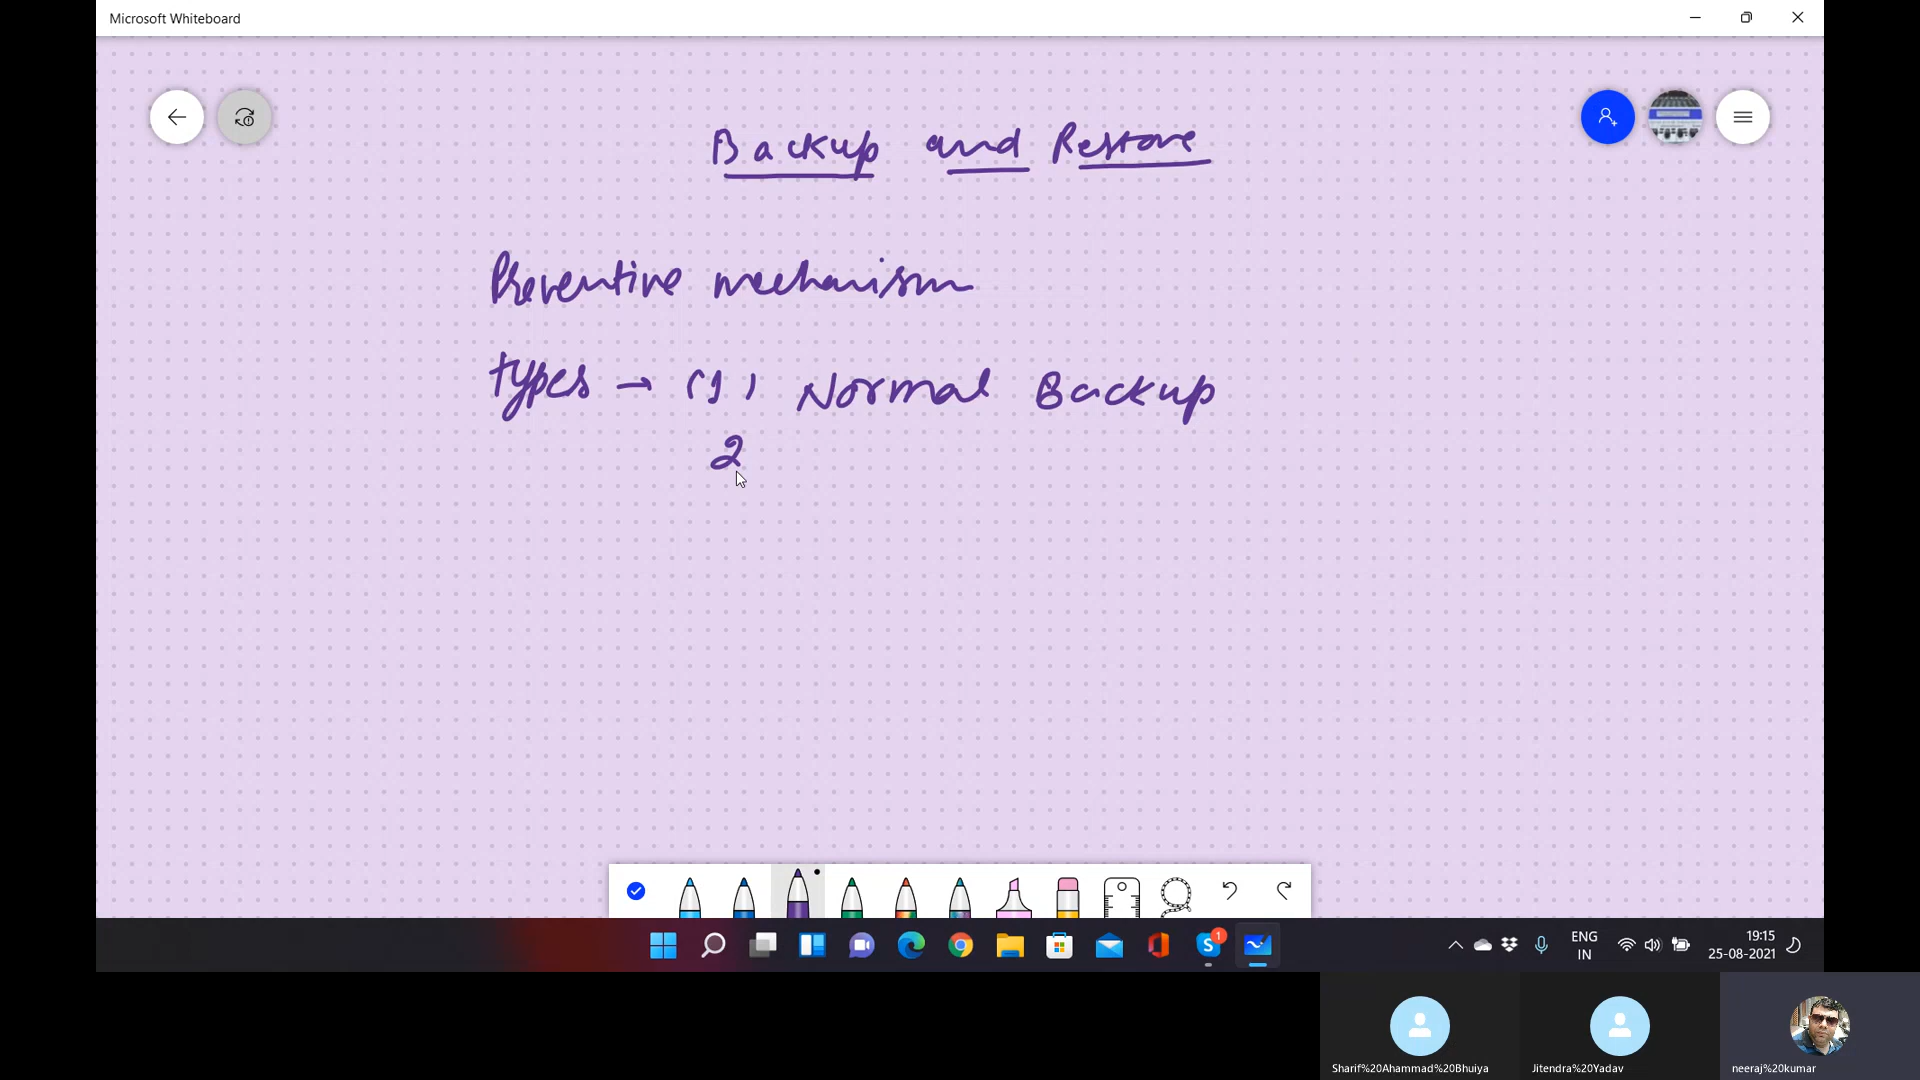 Microsoft Whiteboard
Backup and Restore
Preventive mechanism
types → (1) Normal Backup
2
1
ENG
IN
19:15
25-08-2021
Sharif%20Ahammad%20Bhuiya
Jitendra%20Yadav
neeraj%20kumar